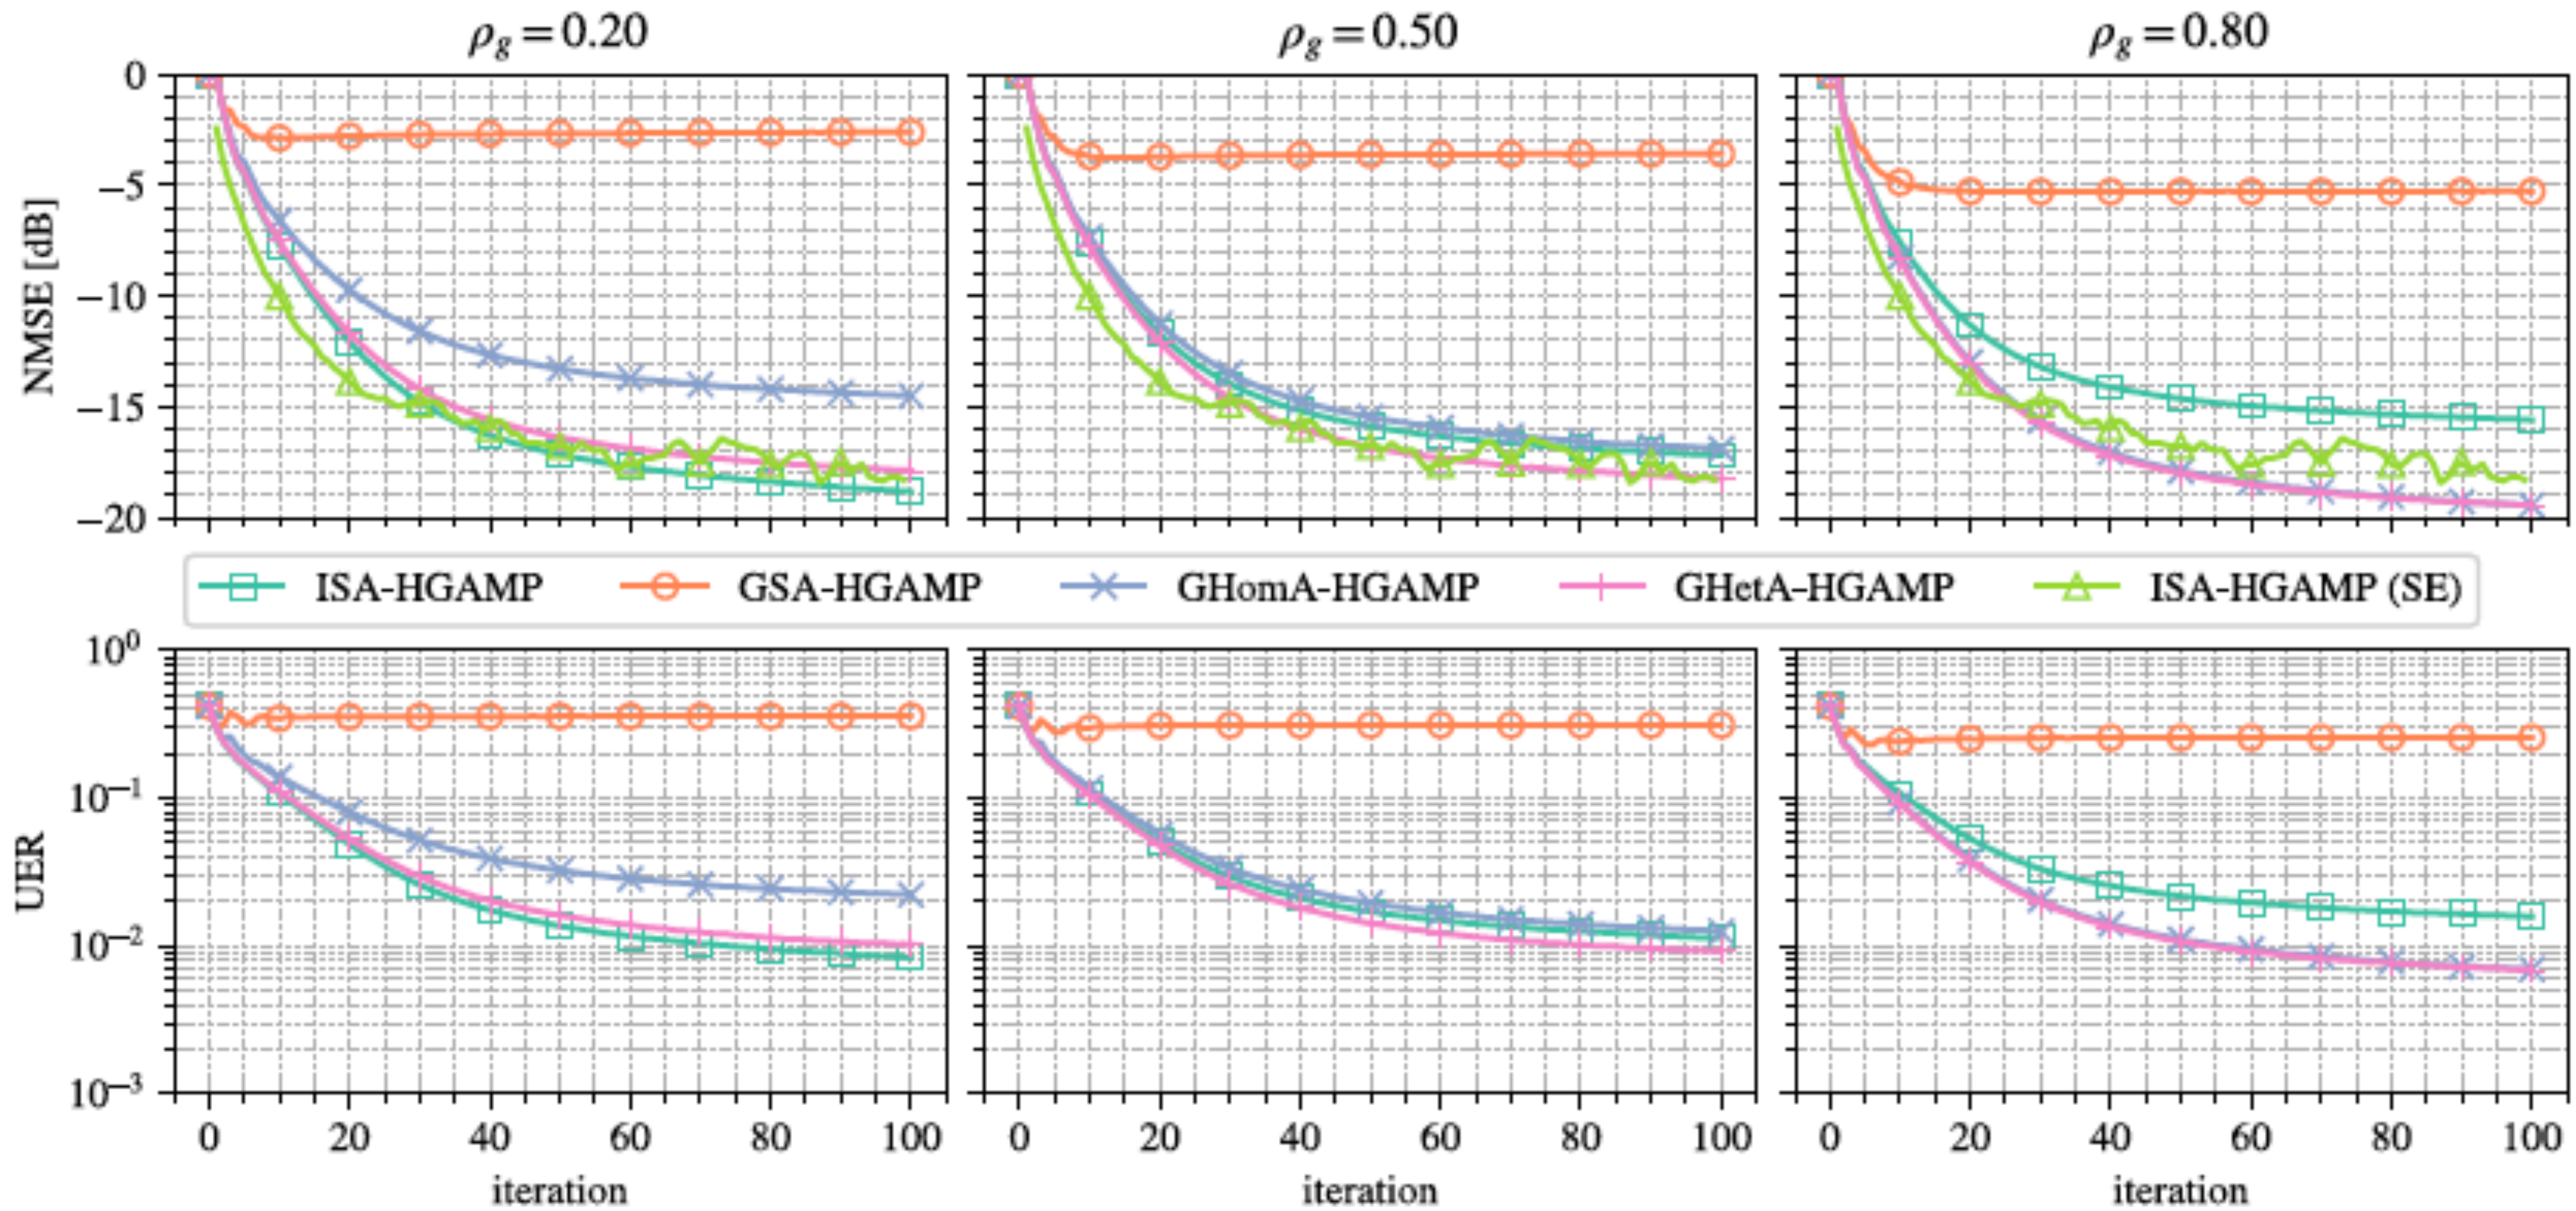 ρg = 0.20 ρg = 0.50 ρg = 0.80
0
−5
−10
−15
−20
NMSE [dB]
ISA-HGAMP GSA-HGAMP GHomA-HGAMP GHetA-HGAMP ISA-HGAMP (SE)
10^0
10^−1
10^−2
10^−3
UER
0 20 40 60 80 100 0 20 40 60 80 100 0 20 40 60 80 100
iteration iteration iteration